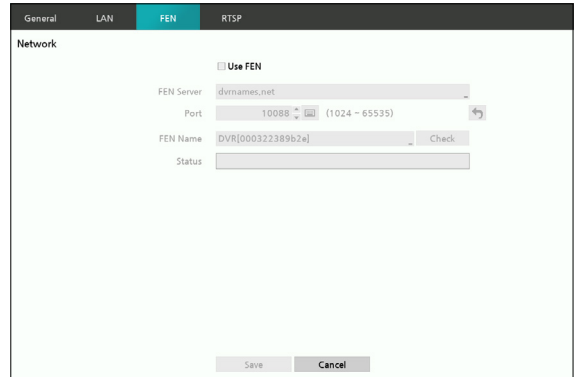 General LAN FEN RTSP
Network
Use FEN
FEN Server dvrnames.net
Port 10088 (1024 ~ 65535)
FEN Name DVR[000322389b2e] Check
Status
Save Cancel